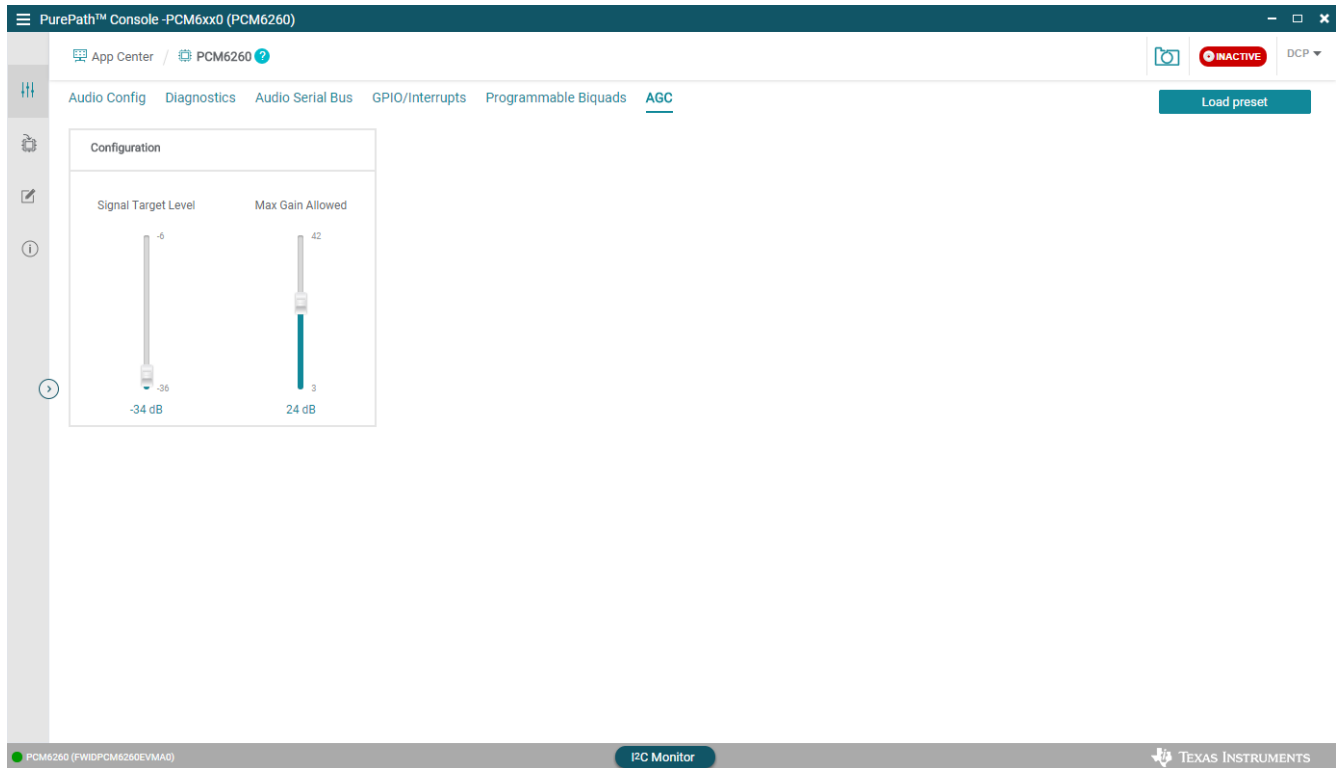 PurePath™ Console -PCM6xx0 (PCM6260)
App Center / PCM6260 ?
INACTIVE
DCP
Audio Config Diagnostics Audio Serial Bus GPIO/Interrupts Programmable Biquads AGC
Load preset
Configuration
Signal Target Level Max Gain Allowed
-6 42
-36 3
-34 dB 24 dB
PCM6260 (FWIDPCM6260EVMA0)
I²C Monitor
TEXAS INSTRUMENTS